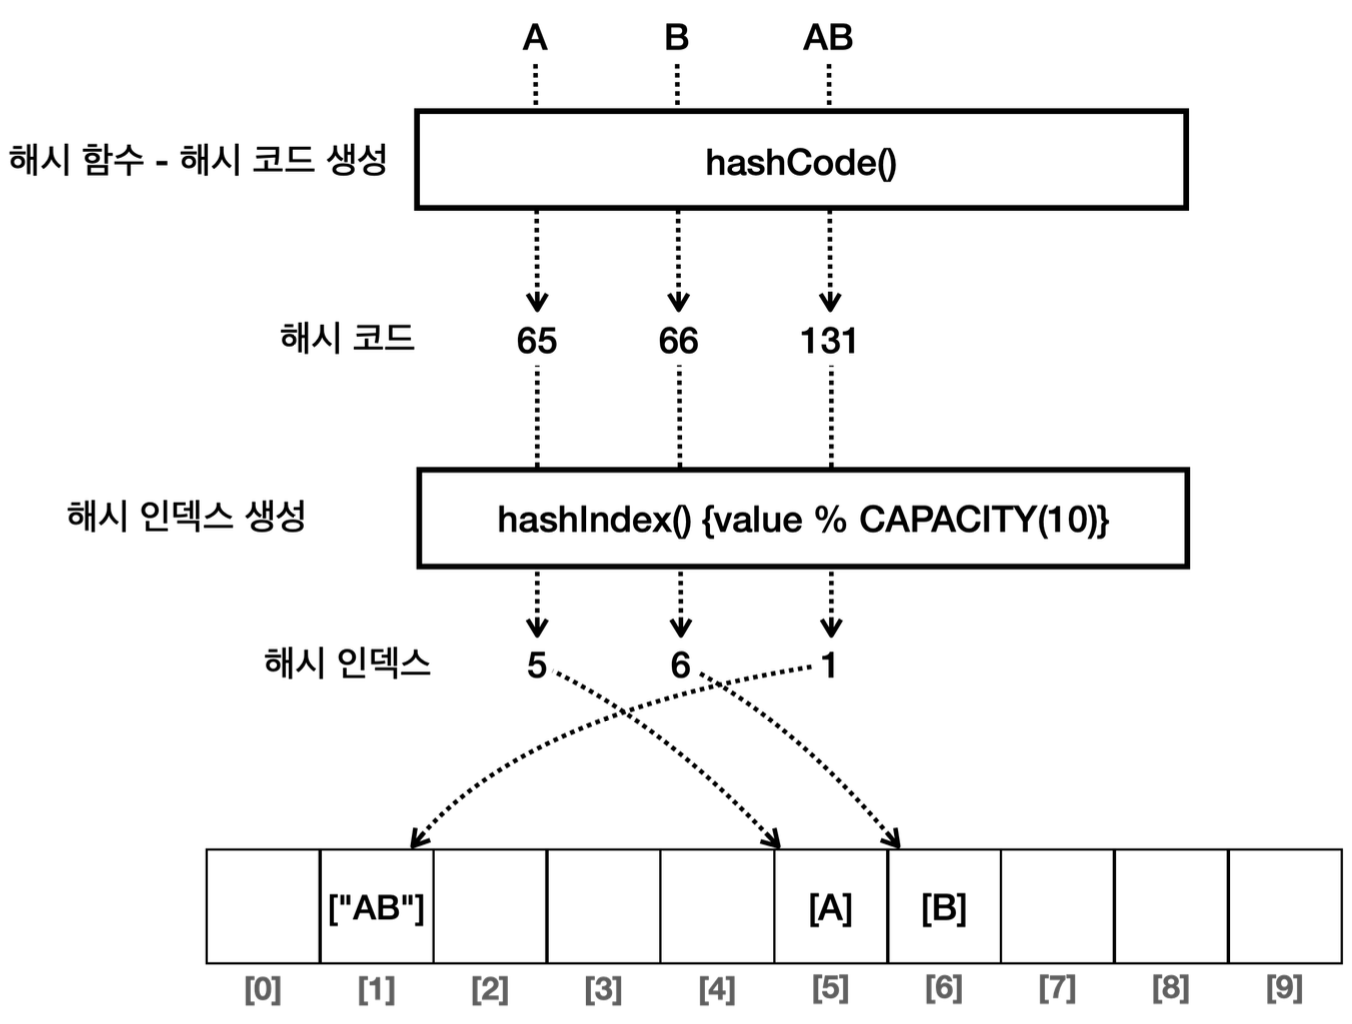 A B AB
해시 함수 - 해시 코드 생성 hashCode()
해시 코드 65 66 131
해시 인덱스 생성 hashIndex() {value % CAPACITY(10)}
해시 인덱스 5 6 1
["AB"] [A] [B]
[0] [1] [2] [3] [4] [5] [6] [7] [8] [9]